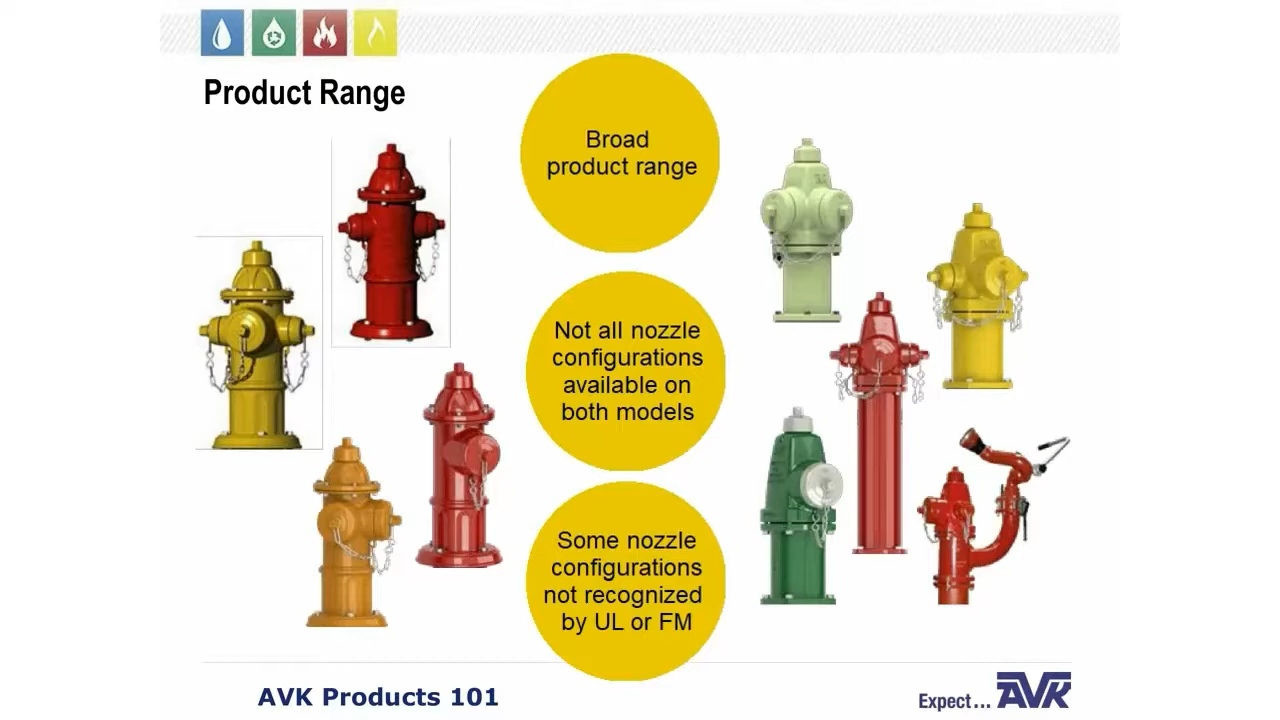 Product Range
Broad
product range
Not all nozzle
configurations
available on
both models
Some nozzle
configurations
not recognized
by UL or FM
AVK Products 101
Expect... AVK